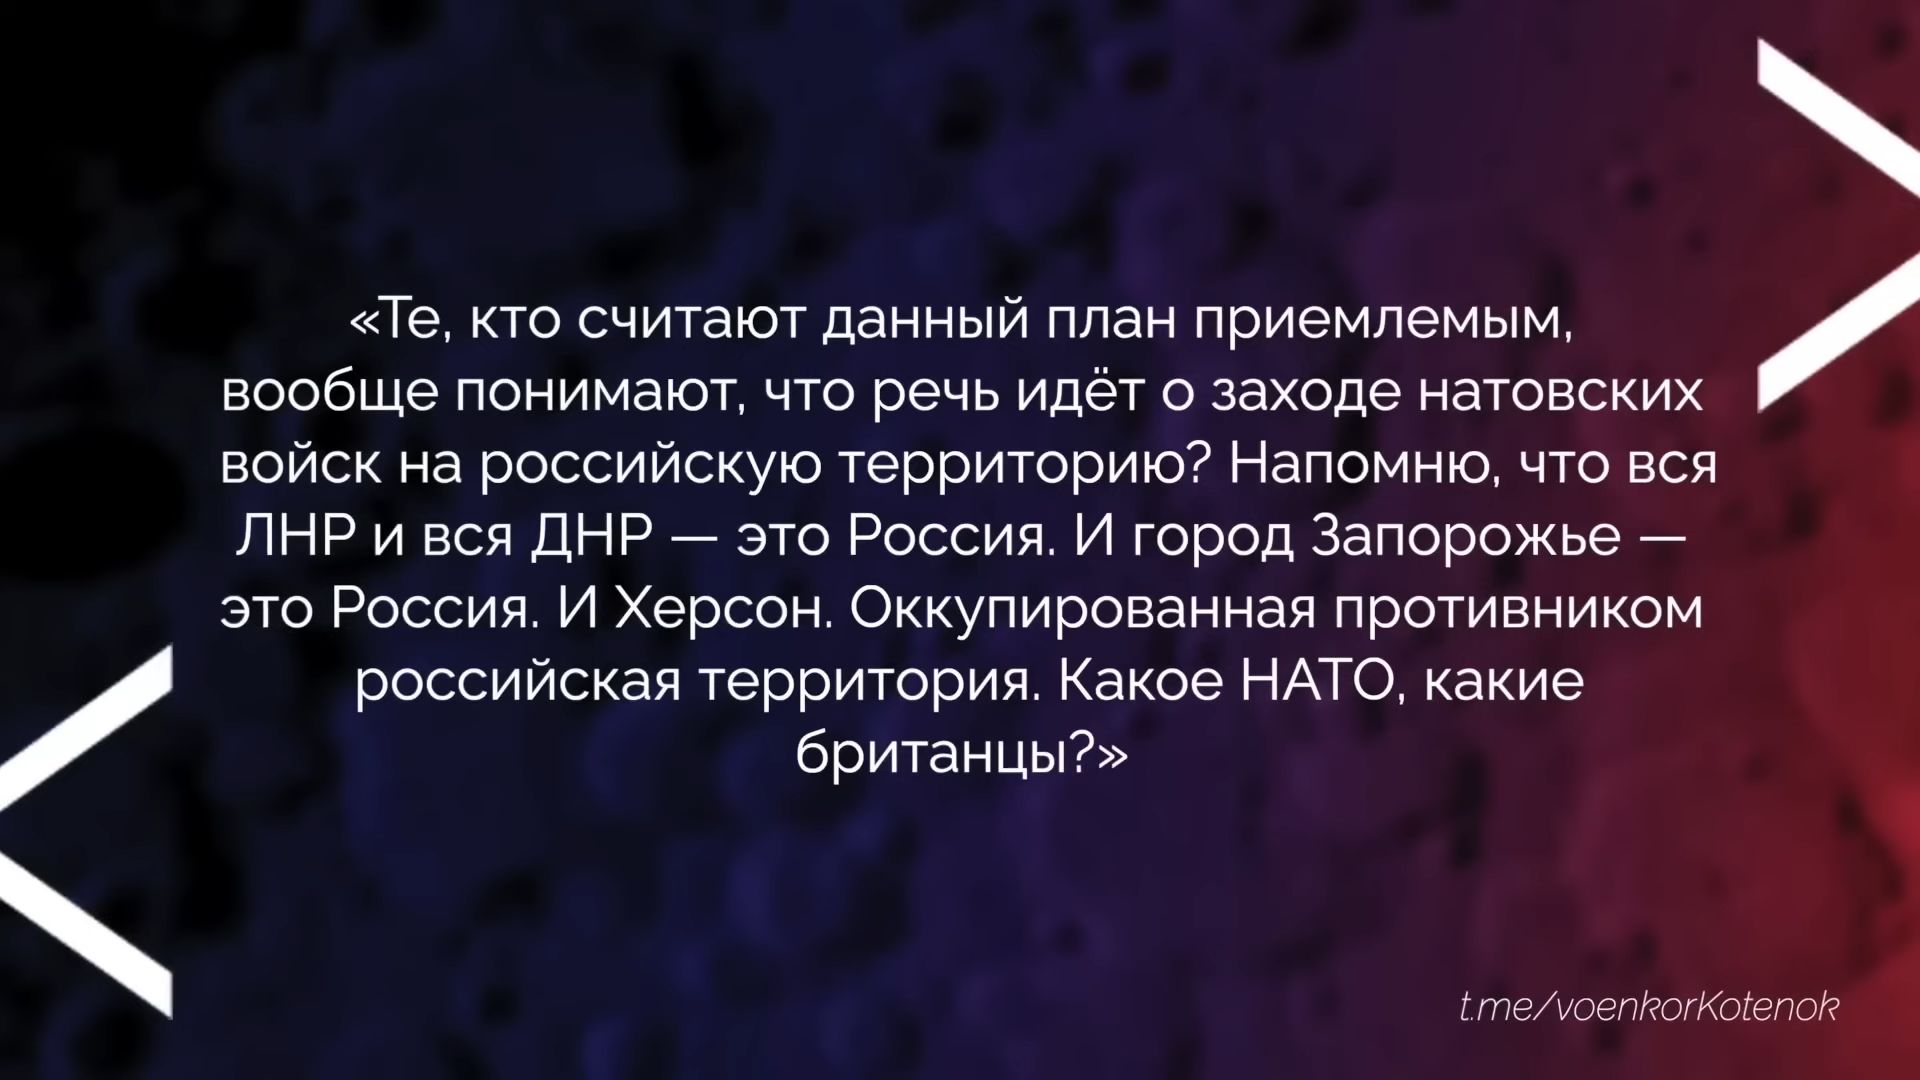 «Те, кто считают данный план приемлемым,
вообще понимают, что речь идёт о заходе натовских
войск на российскую территорию? Напомню, что вся
ЛНР и вся ДНР — это Россия. И город Запорожье —
это Россия. И Херсон. Оккупированная противником
российская территория. Какое НАТО, какие
британцы?»
t.me/voenkorKotenok